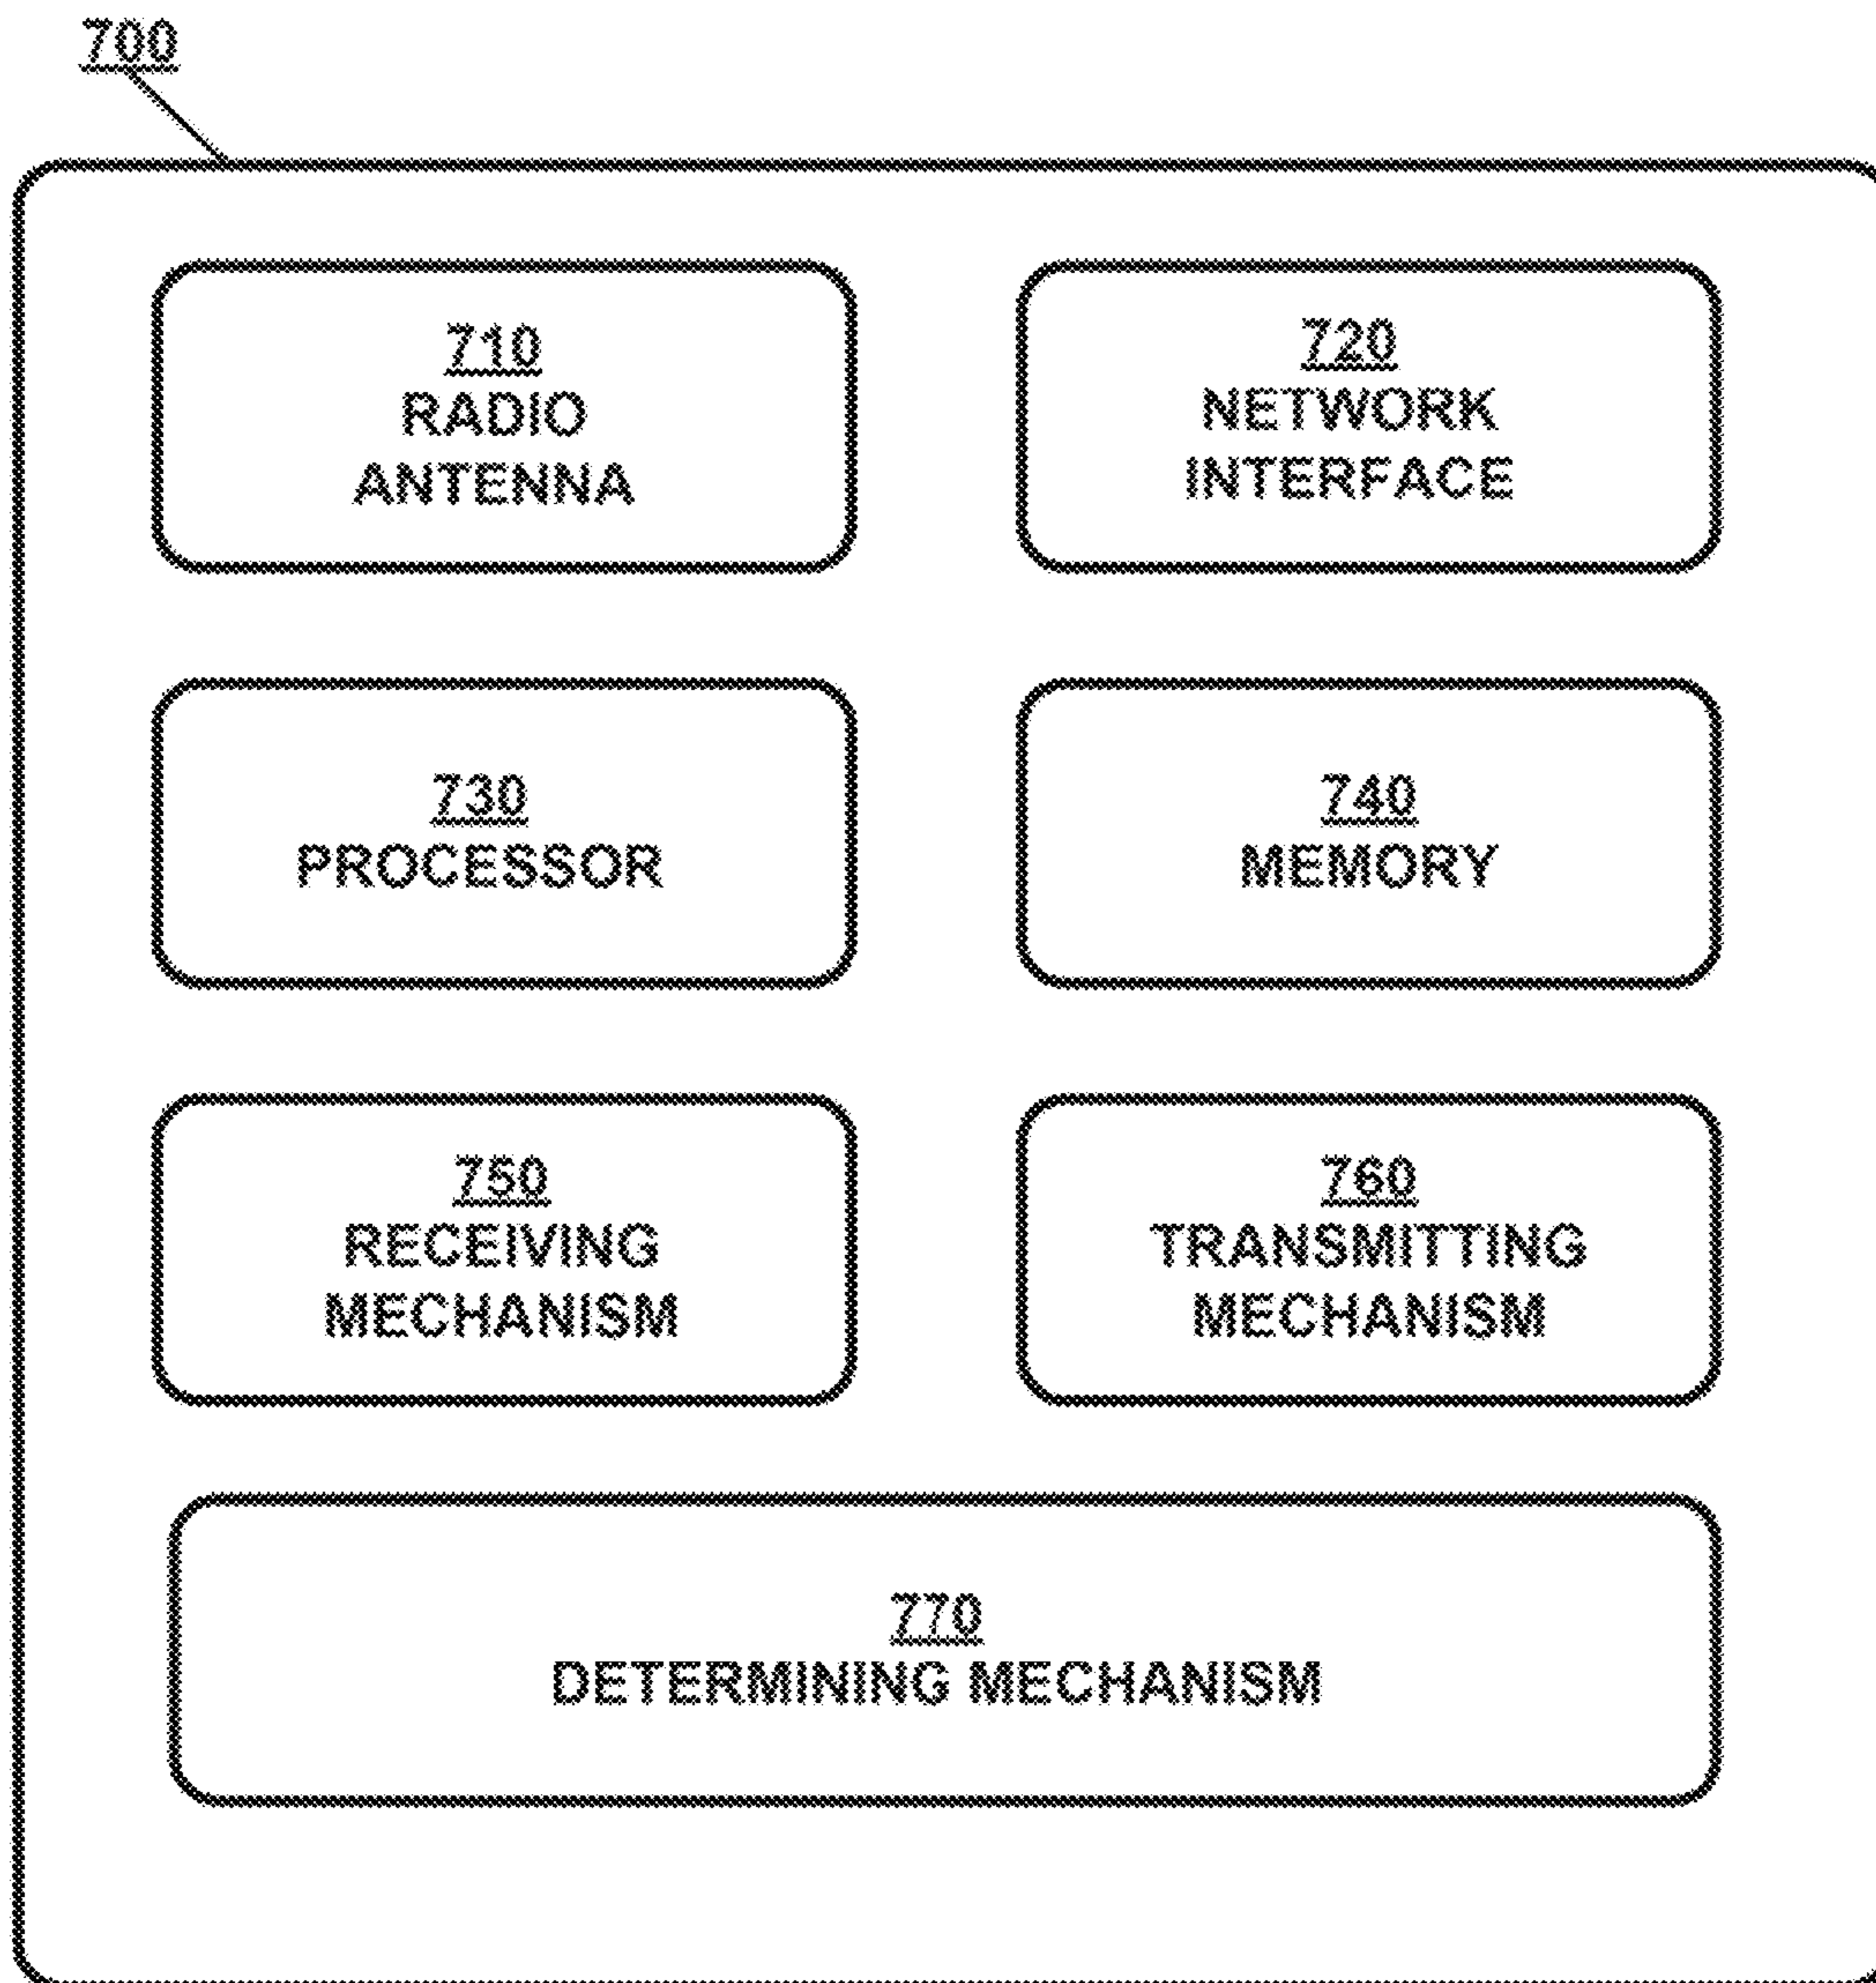 700
710
RADIO
ANTENNA
720
NETWORK
INTERFACE
730
PROCESSOR
740
MEMORY
750
RECEIVING
MECHANISM
760
TRANSMITTING
MECHANISM
770
DETERMINING MECHANISM